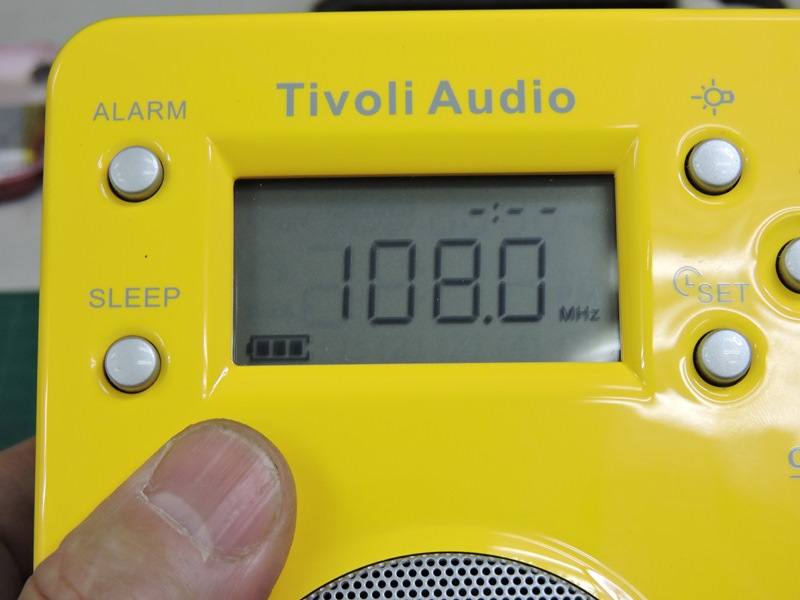 Tivoli Audio
ALARM
-:--
108.0 MHz
SLEEP
SET